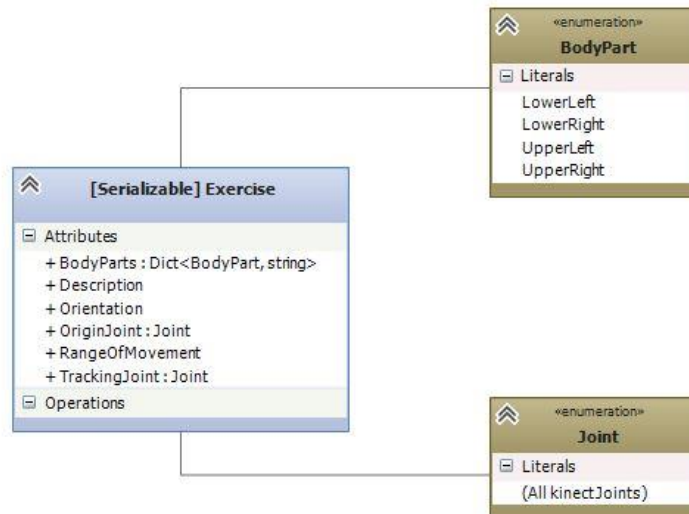 «enumeration»
BodyPart
Literals
LowerLeft
LowerRight
UpperLeft
UpperRight
[Serializable] Exercise
Attributes
+ BodyParts : Dict<BodyPart, string>
+ Description
+ Orientation
+ OriginJoint : Joint
+ RangeOfMovement
+ TrackingJoint : Joint
Operations
«enumeration»
Joint
Literals
(All kinectJoints)